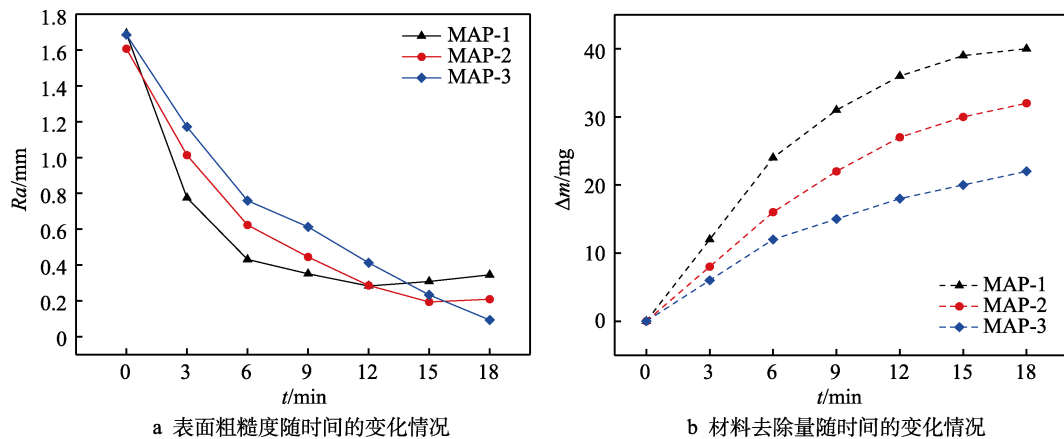 1.8
1.6
1.4
1.2
1.0
0.8
0.6
0.4
0.2
0
Ra/mm
MAP-1
MAP-2
MAP-3
0 3 6 9 12 15 18
t/min
a 表面粗糙度随时间的变化情况
40
30
20
10
0
Δm/mg
MAP-1
MAP-2
MAP-3
0 3 6 9 12 15 18
t/min
b 材料去除量随时间的变化情况